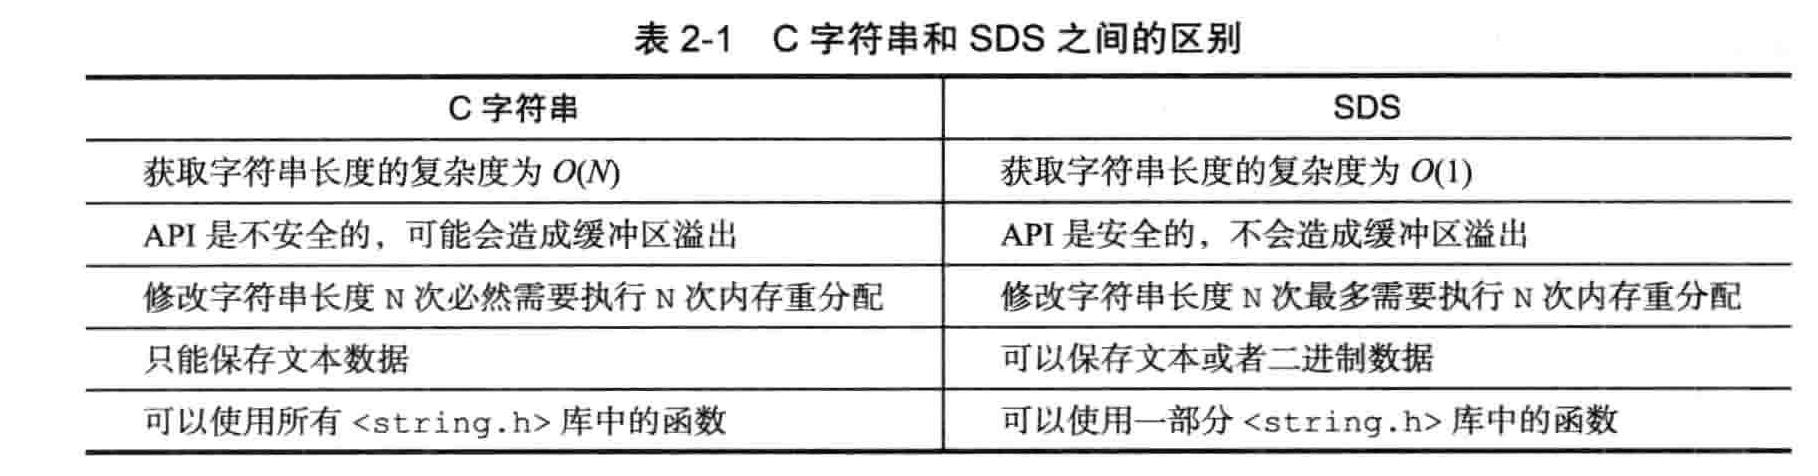 表 2-1 C 字符串和 SDS 之间的区别
C 字符串 SDS
获取字符串长度的复杂度为 O(N) 获取字符串长度的复杂度为 O(1)
API 是不安全的，可能会造成缓冲区溢出 API 是安全的，不会造成缓冲区溢出
修改字符串长度 N 次必然需要执行 N 次内存重分配 修改字符串长度 N 次最多需要执行 N 次内存重分配
只能保存文本数据 可以保存文本或者二进制数据
可以使用所有 <string.h> 库中的函数 可以使用一部分 <string.h> 库中的函数